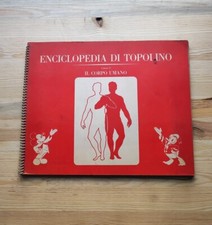 ENCICLOPEDIA DI TOPOLINO
IL CORPO UMANO